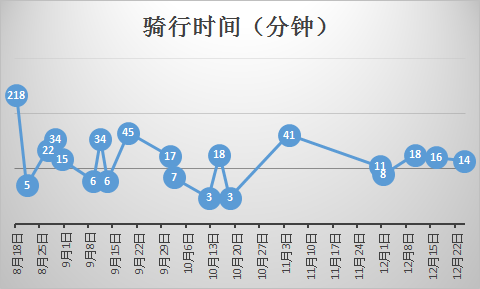 骑行时间（分钟）
218
5
22
34
15
6
34
6
45
17
7
3
18
3
41
11
8
18
16
14
8月18日
8月25日
9月1日
9月8日
9月15日
9月22日
9月29日
10月6日
10月13日
10月20日
10月27日
11月3日
11月10日
11月17日
11月24日
12月1日
12月8日
12月15日
12月22日